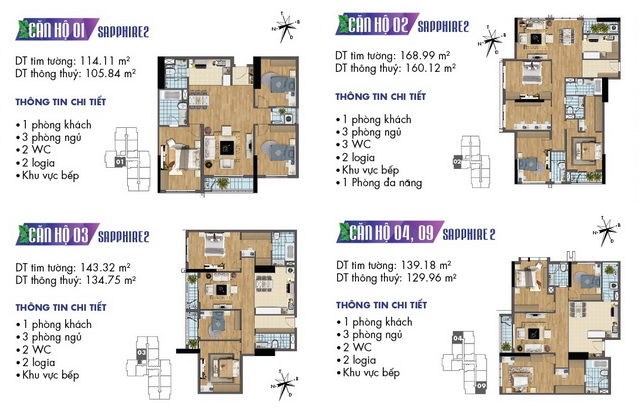 CĂN HỘ 01 SAPPHIRE2
DT tim tường: 114.11 m²
DT thông thuỷ: 105.84 m²
THÔNG TIN CHI TIẾT
• 1 phòng khách
• 3 phòng ngủ
• 2 WC
• 2 logia
• Khu vực bếp
01
T
B
N
D
CĂN HỘ 02 SAPPHIRE2
DT tim tường: 168.99 m²
DT thông thuỷ: 160.12 m²
THÔNG TIN CHI TIẾT
• 1 phòng khách
• 3 phòng ngủ
• 3 WC
• 2 logia
• Khu vực bếp
• 1 Phòng đa năng
02
T
B
N
D
CĂN HỘ 03 SAPPHIRE2
DT tim tường: 143.32 m²
DT thông thuỷ: 134.75 m²
THÔNG TIN CHI TIẾT
• 1 phòng khách
• 3 phòng ngủ
• 2 WC
• 2 logia
• Khu vực bếp
03
T
B
N
D
CĂN HỘ 04, 09 SAPPHIRE2
DT tim tường: 139.18 m²
DT thông thuỷ: 129.96 m²
THÔNG TIN CHI TIẾT
• 1 phòng khách
• 3 phòng ngủ
• 2 WC
• 2 logia
• Khu vực bếp
04
09
T
B
N
D